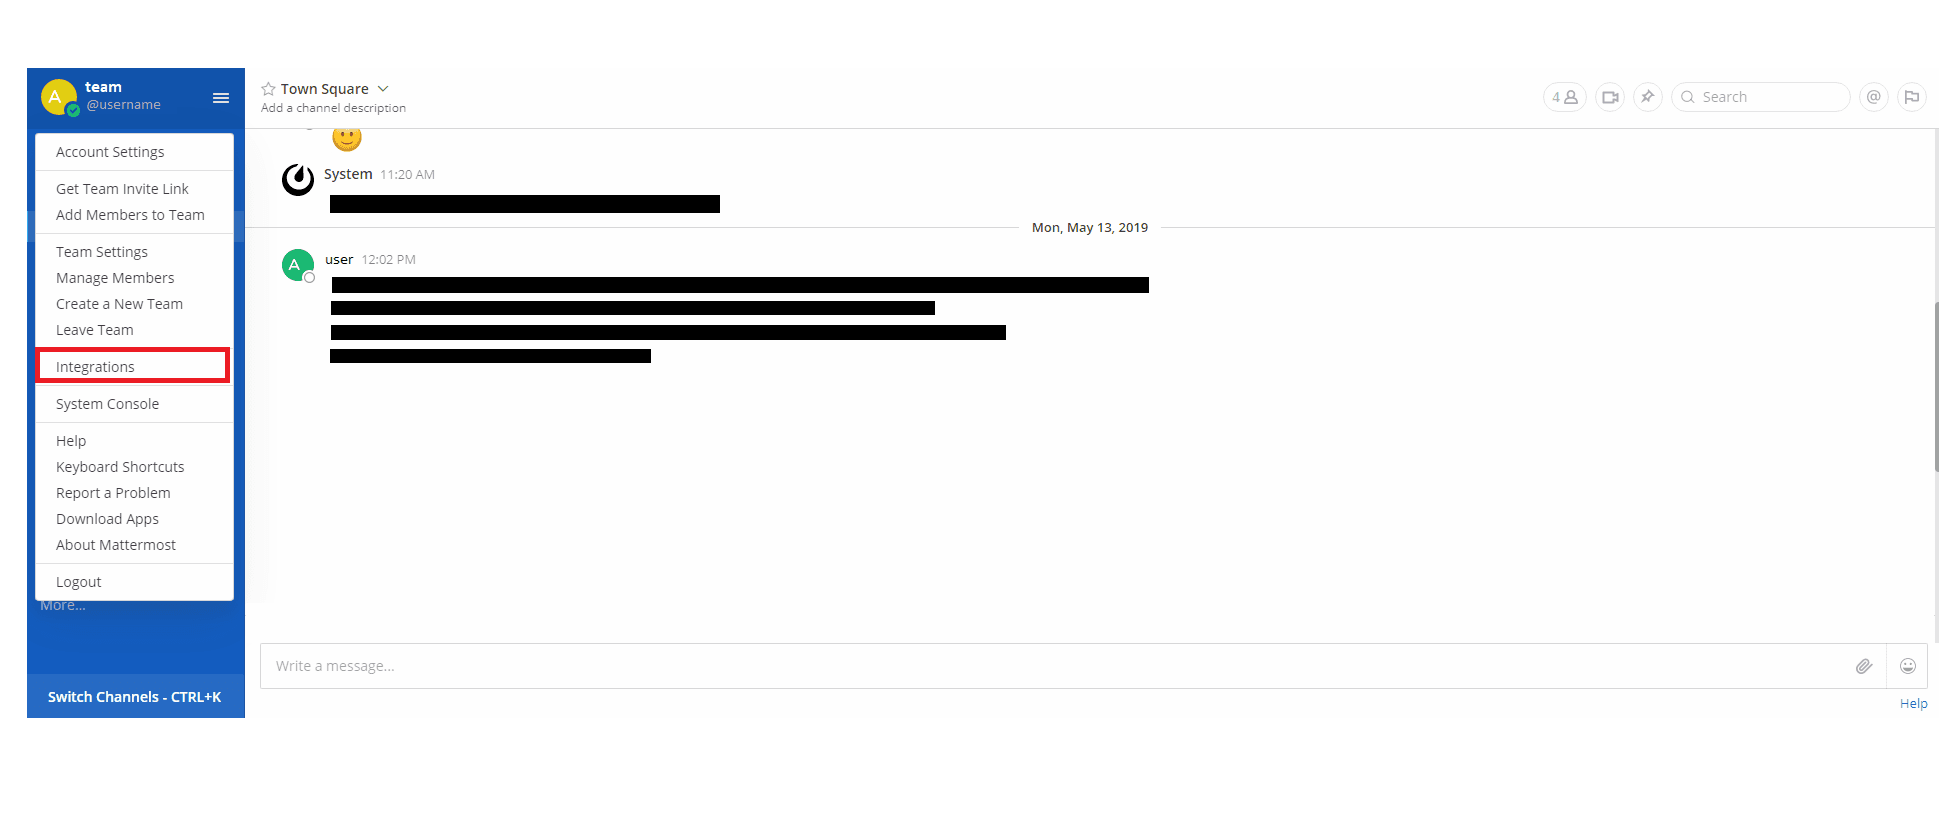 A
team
@username
Account Settings
Get Team Invite Link
Add Members to Team
Team Settings
Manage Members
Create a New Team
Leave Team
Integrations
System Console
Help
Keyboard Shortcuts
Report a Problem
Download Apps
About Mattermost
Logout
More...
Switch Channels - CTRL+K
Town Square
Add a channel description
4
Search
@
System 11:20 AM
Mon, May 13, 2019
A
user 12:02 PM
Write a message...
Help